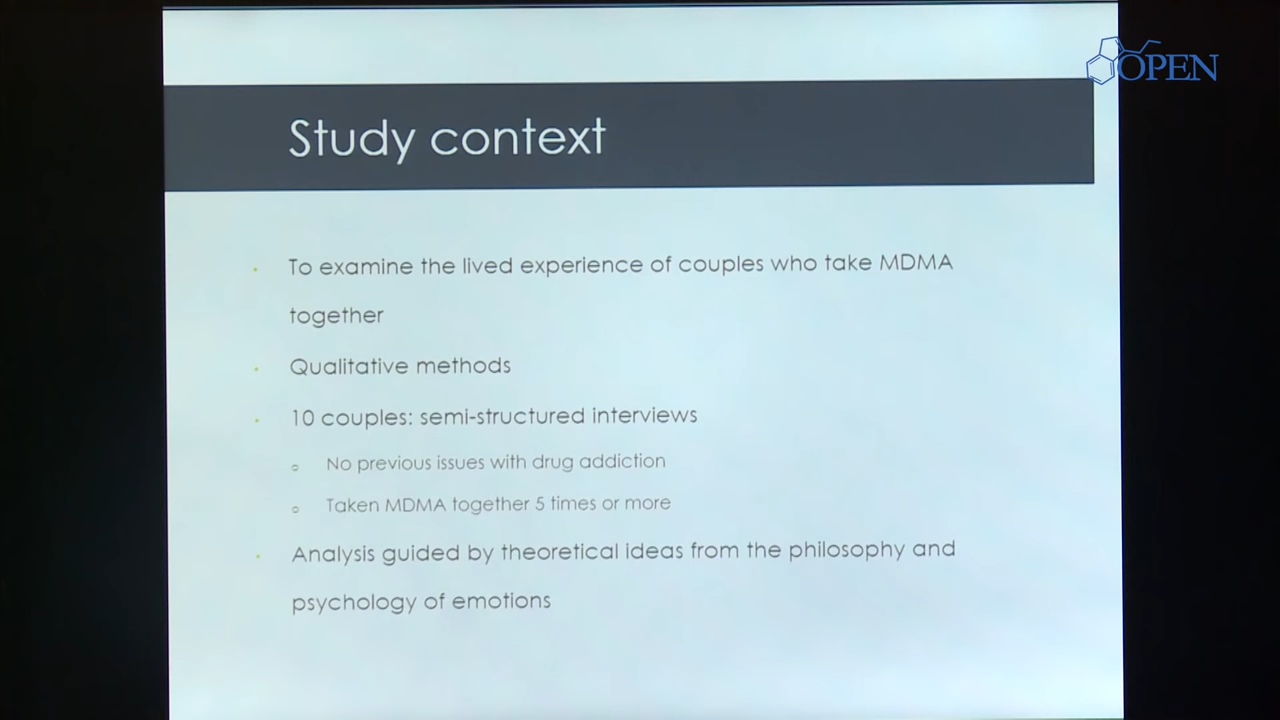 OPEN
Study context
To examine the lived experience of couples who take MDMA
together
Qualitative methods
10 couples: semi-structured interviews
No previous issues with drug addiction
Taken MDMA together 5 times or more
Analysis guided by theoretical ideas from the philosophy and
psychology of emotions